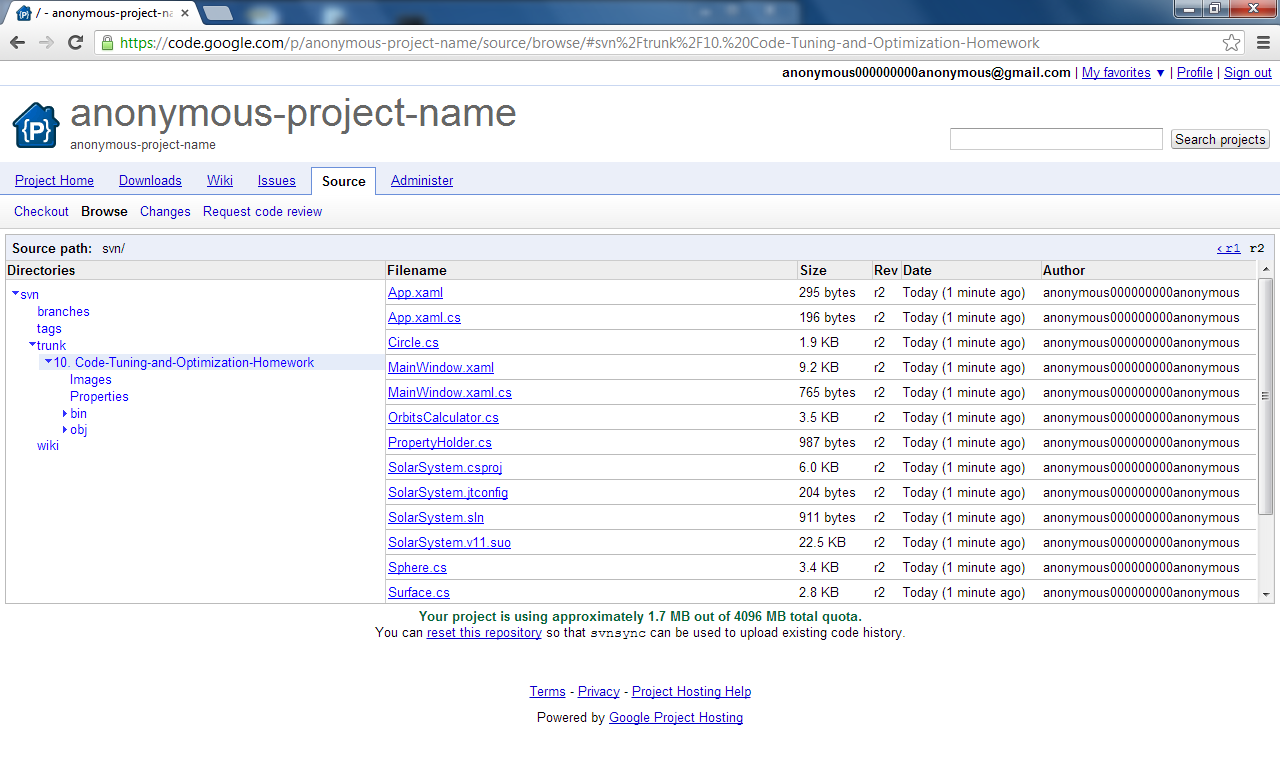 / - anonymous-project-na
https://code.google.com/p/anonymous-project-name/source/browse/#svn%2Ftrunk%2F10.%20Code-Tuning-and-Optimization-Homework
anonymous000000000anonymous@gmail.com | My favorites ▼ | Profile | Sign out
{P}
anonymous-project-name
anonymous-project-name
Search projects
Project Home Downloads Wiki Issues Source Administer
Checkout Browse Changes Request code review
Source path: svn/ ‹r1 r2
Directories Filename Size Rev Date Author
svn
branches
tags
trunk
10. Code-Tuning-and-Optimization-Homework
Images
Properties
bin
obj
wiki
App.xaml 295 bytes r2 Today (1 minute ago) anonymous000000000anonymous
App.xaml.cs 196 bytes r2 Today (1 minute ago) anonymous000000000anonymous
Circle.cs 1.9 KB r2 Today (1 minute ago) anonymous000000000anonymous
MainWindow.xaml 9.2 KB r2 Today (1 minute ago) anonymous000000000anonymous
MainWindow.xaml.cs 765 bytes r2 Today (1 minute ago) anonymous000000000anonymous
OrbitsCalculator.cs 3.5 KB r2 Today (1 minute ago) anonymous000000000anonymous
PropertyHolder.cs 987 bytes r2 Today (1 minute ago) anonymous000000000anonymous
SolarSystem.csproj 6.0 KB r2 Today (1 minute ago) anonymous000000000anonymous
SolarSystem.jtconfig 204 bytes r2 Today (1 minute ago) anonymous000000000anonymous
SolarSystem.sln 911 bytes r2 Today (1 minute ago) anonymous000000000anonymous
SolarSystem.v11.suo 22.5 KB r2 Today (1 minute ago) anonymous000000000anonymous
Sphere.cs 3.4 KB r2 Today (1 minute ago) anonymous000000000anonymous
Surface.cs 2.8 KB r2 Today (1 minute ago) anonymous000000000anonymous
Your project is using approximately 1.7 MB out of 4096 MB total quota.
You can reset this repository so that svnsync can be used to upload existing code history.
Terms - Privacy - Project Hosting Help
Powered by Google Project Hosting